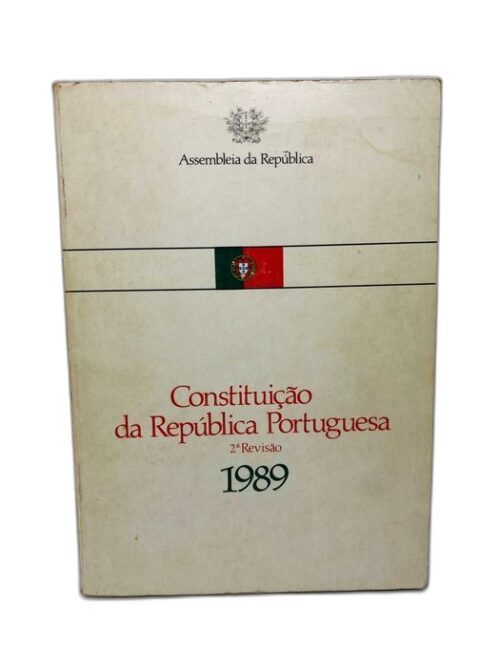 Assembleia da República
Constituição
da República Portuguesa
2ª Revisão
1989